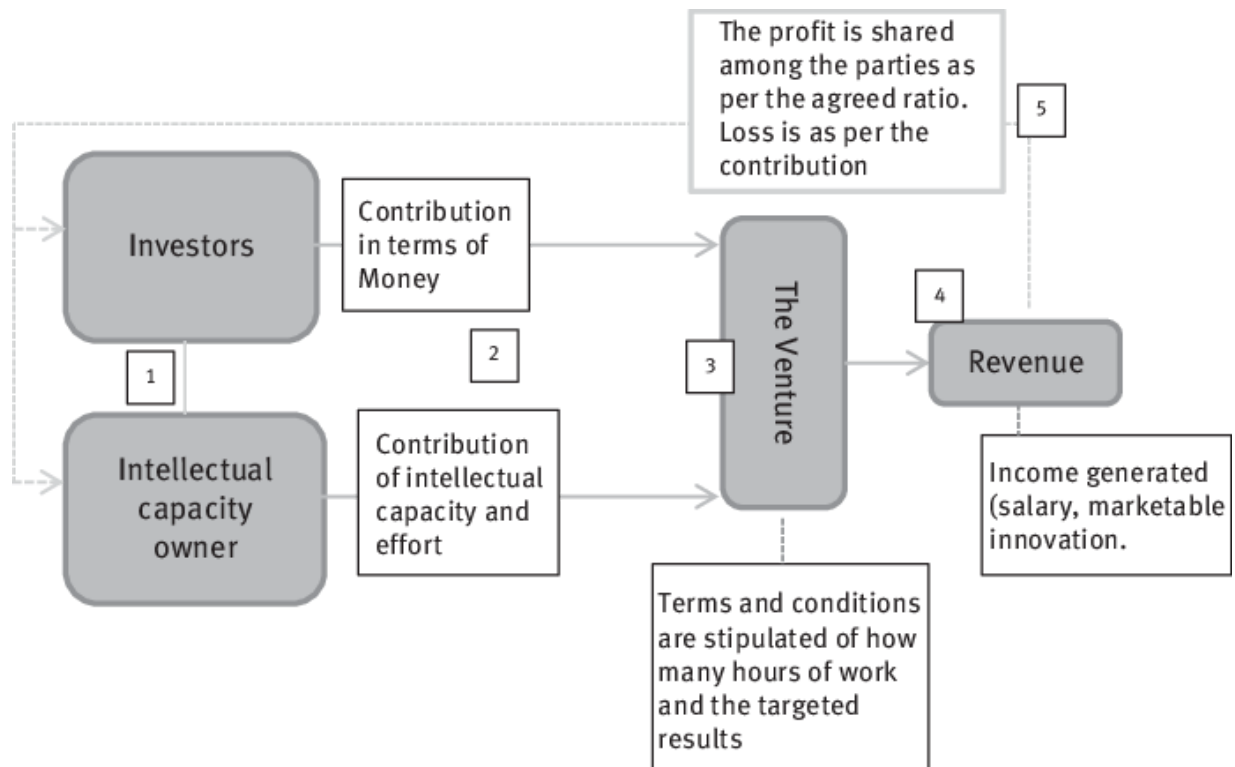 The profit is shared
among the parties as
per the agreed ratio.
Loss is as per the
contribution
5
Investors
Contribution
in terms of
Money
The Venture
4
Revenue
1
2
3
Intellectual
capacity
owner
Contribution
of intellectual
capacity and
effort
Income generated
(salary, marketable
innovation.
Terms and conditions
are stipulated of how
many hours of work
and the targeted
results